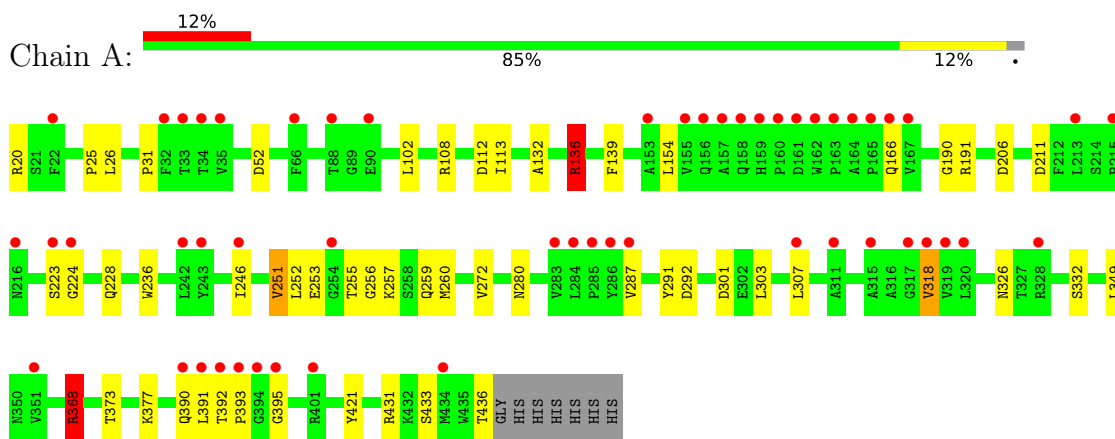 12%
Chain A:
85% 12% •
R20 S21 F22 P25 L26 P31 F32 T33 T34 V35 D52 F66 T88 G89 E90 L102 R108 D112 I113 A132 R136 F139 A153 L154 V155 Q156 A157 Q158 H159 P160 D161 W162 P163 A164 P165 Q166 V167 G190 R191 D206 D211 F212 L213 S214
N216 S223 G224 Q228 W236 L242 Y243 I246 V251 L252 E253 G254 T255 G256 K257 S258 Q259 M260 V272 N280 V283 L284 P285 S286 V287 Y291 D292 D301 E302 L303 L307 A311 A315 A316 G317 V318 V319 L320 N326 T327 R328 S332
N350 V351 R368 T373 K377 Q390 L391 T392 P393 G394 G395 R401 Y421 R431 K432 S433 M434 W435 T436 GLY HIS HIS HIS HIS HIS HIS